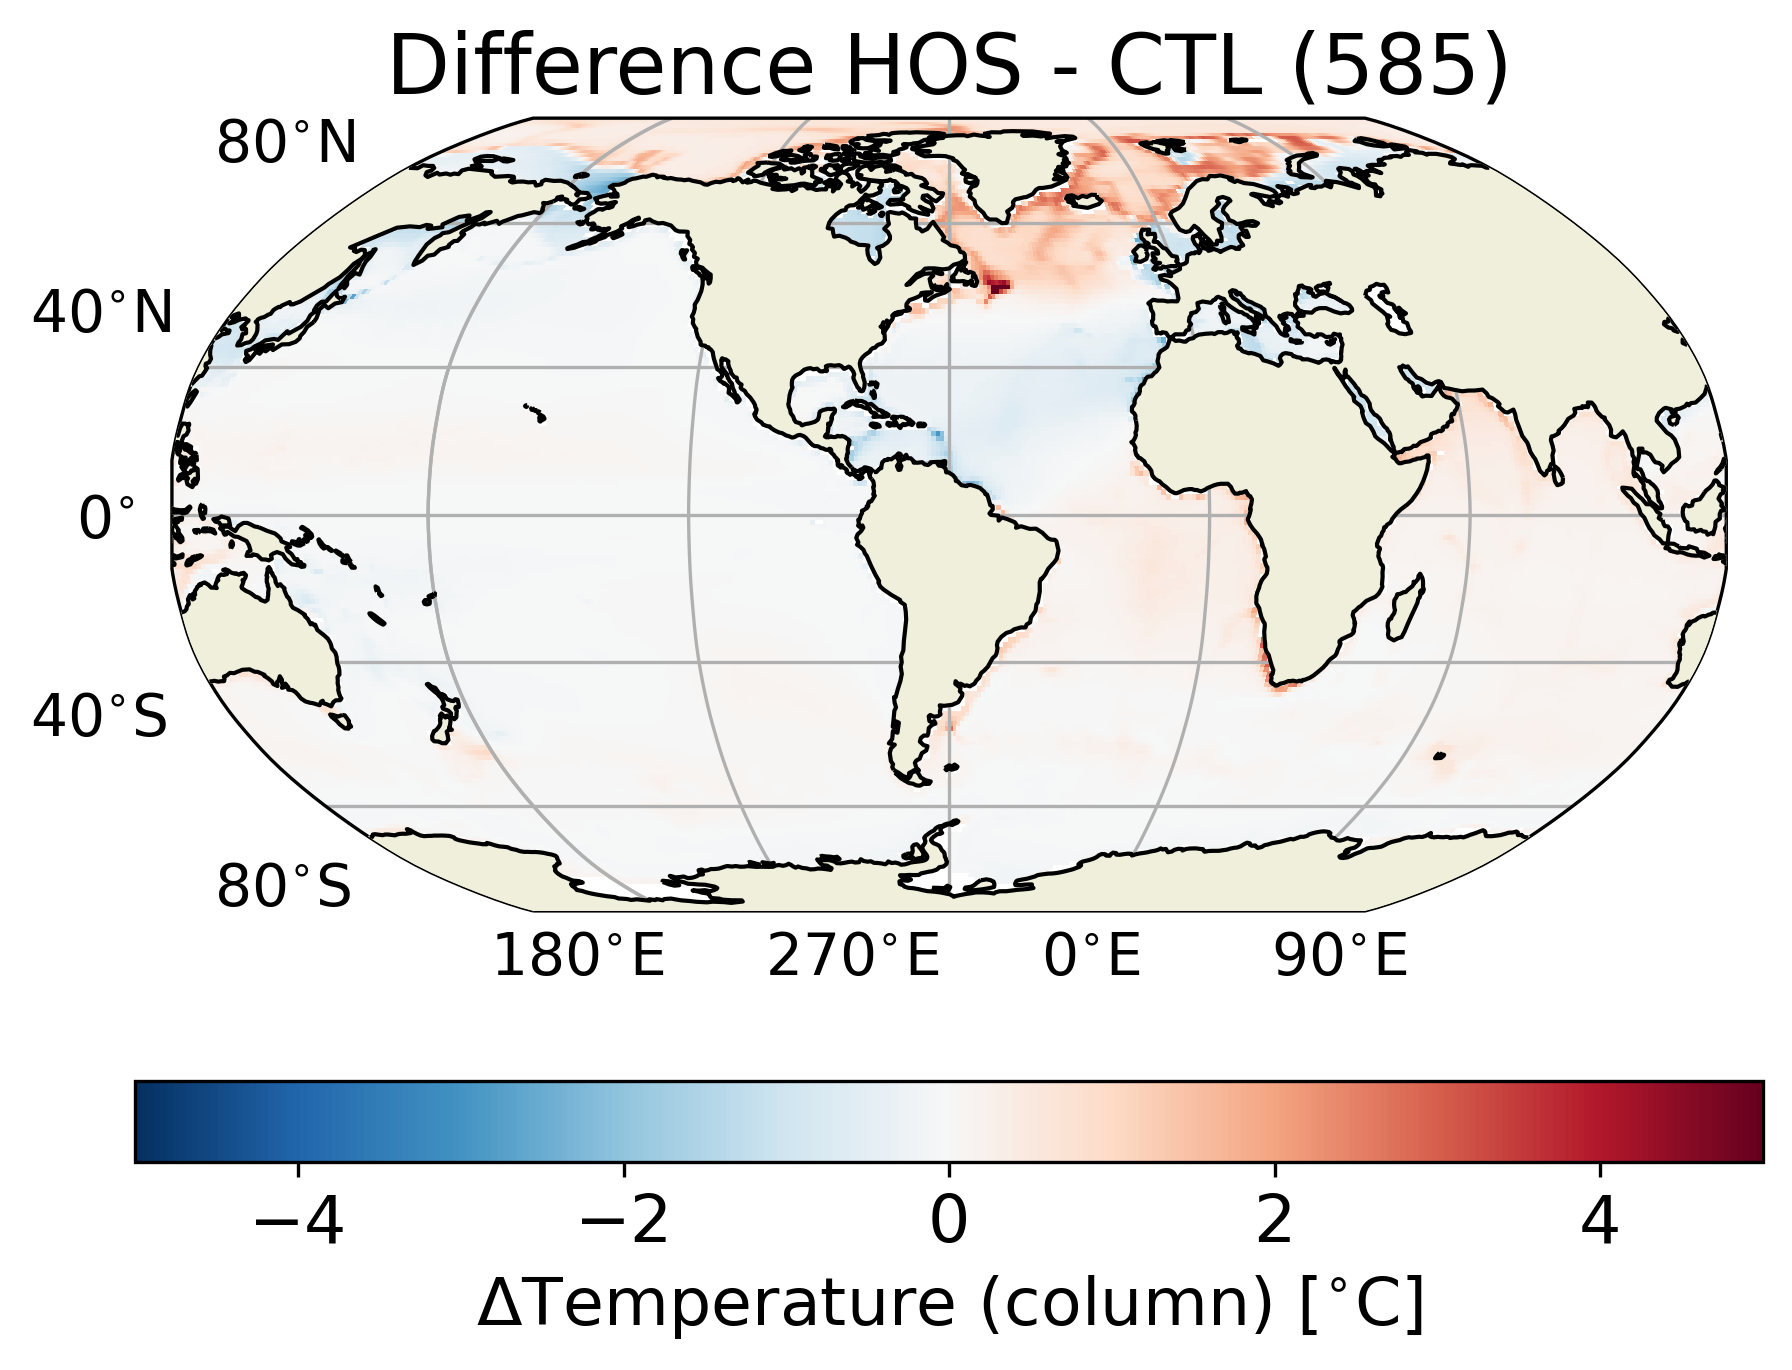 Difference HOS - CTL (585)
80°N
40°N
0°
40°S
80°S
180°E 270°E 0°E 90°E
−4 −2 0 2 4
ΔTemperature (column) [°C]